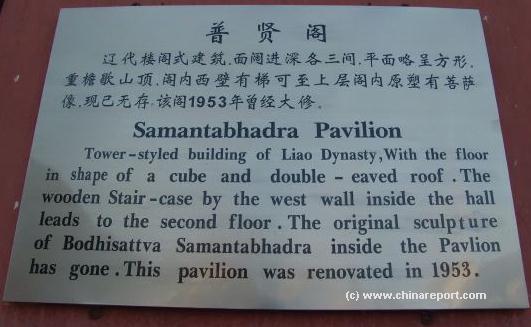 普贤阁
辽代楼阁式建筑,面阔进深各三间,平面略呈方形,
重檐歇山顶,阁内西壁有梯可至上层阁内原塑有菩萨
像,现已无存·该阁1953年曾经大修。
Samantabhadra Pavilion
Tower-styled building of Liao Dynasty,With the floor
in shape of a cube and double - eaved roof .The
wooden Stair-case by the west wall inside the hall
leads to the second floor .The original sculpture
of Bodhisattva Samantabhadra inside the Pavlion
has gone .This pavilion was renovated in 1953.
(c) www.chinareport.com